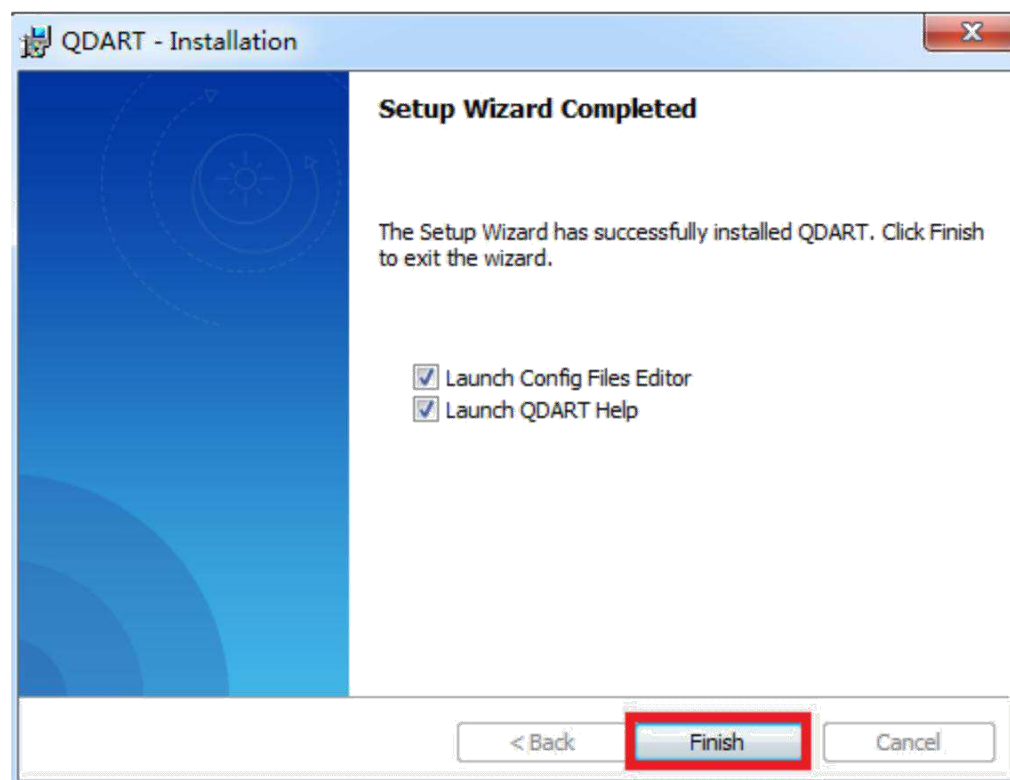 QDART - Installation
Setup Wizard Completed
The Setup Wizard has successfully installed QDART. Click Finish
to exit the wizard.
Launch Config Files Editor
Launch QDART Help
< Back
Finish
Cancel